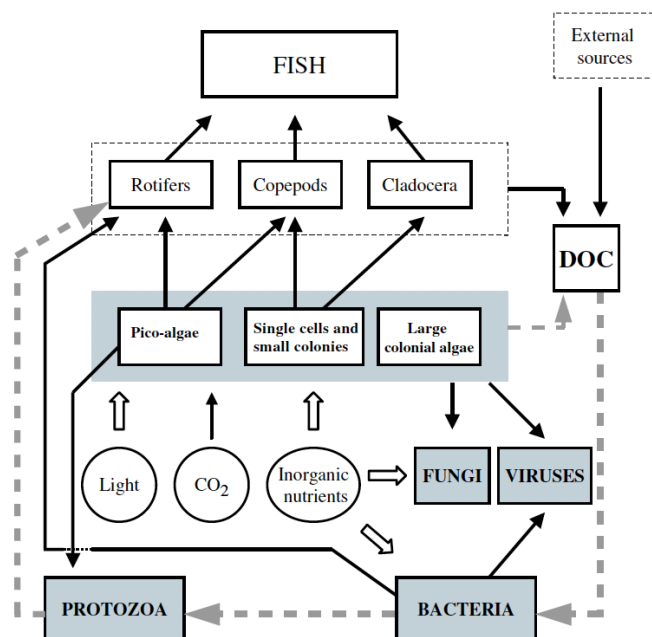 External
sources
FISH
Rotifers
Copepods
Cladocera
DOC
Pico-algae
Single cells and
small colonies
Large
colonial algae
Light
CO2
Inorganic
nutrients
FUNGI
VIRUSES
PROTOZOA
BACTERIA